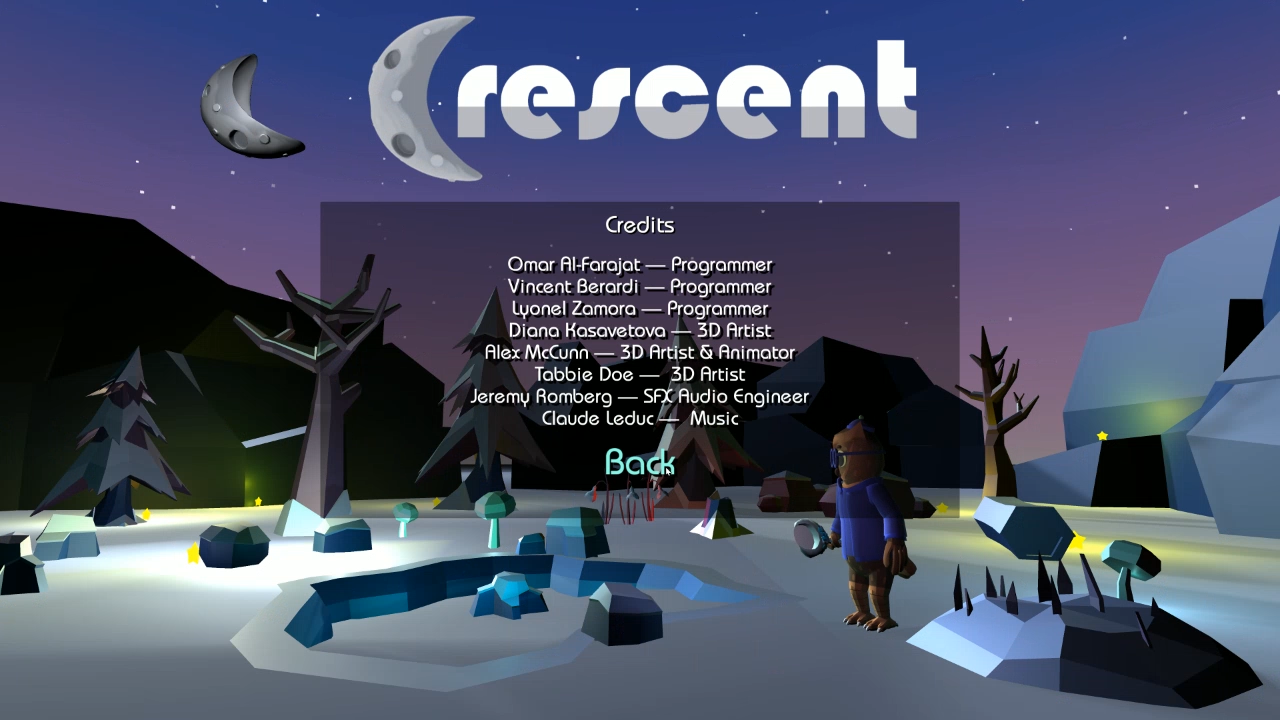 Crescent
Credits
Omar Al-Farajat — Programmer
Vincent Berardi — Programmer
Lyonel Zamora — Programmer
Diana Kasavetova — 3D Artist
Alex McCunn — 3D Artist & Animator
Tabbie Doe — 3D Artist
Jeremy Romberg — SFX Audio Engineer
Claude Leduc — Music
Back